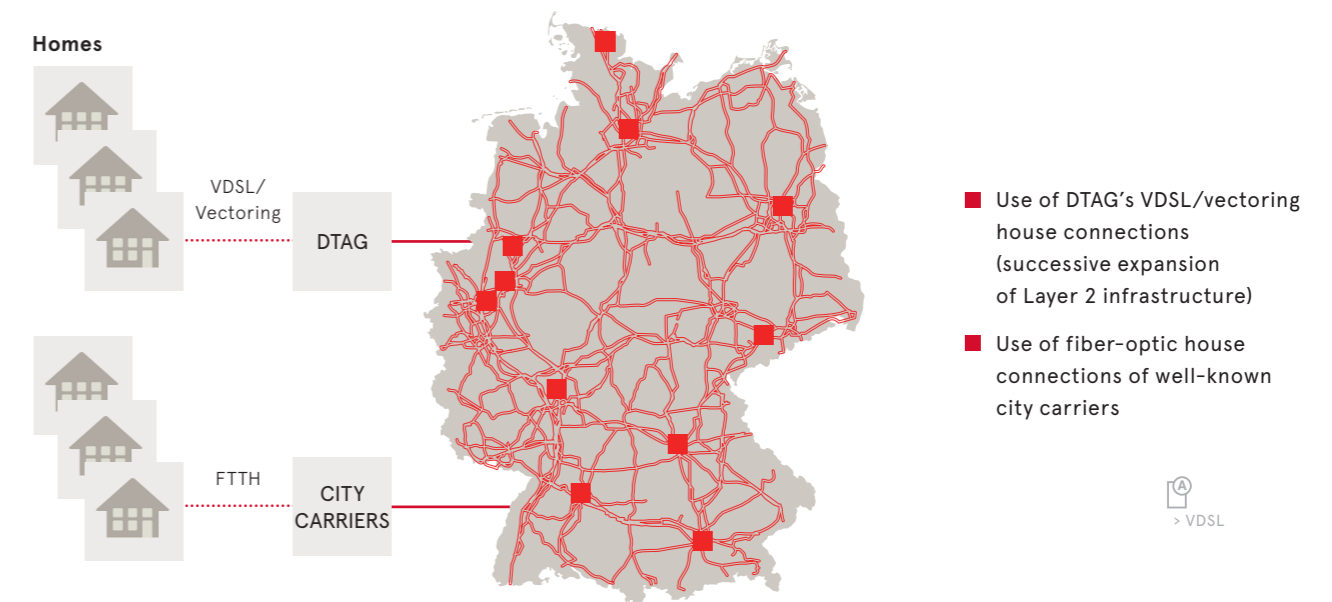 Homes
VDSL/
Vectoring
DTAG
FTTH
CITY
CARRIERS
Use of DTAG’s VDSL/vectoring
house connections
(successive expansion
of Layer 2 infrastructure)
Use of fiber-optic house
connections of well-known
city carriers
A
> VDSL